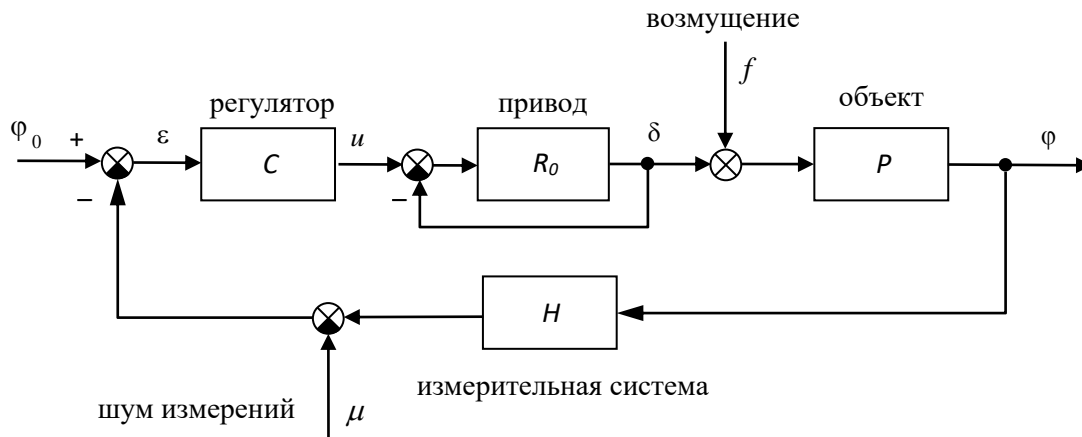 возмущение
f
регулятор
привод
объект
φ₀
+
ε
u
δ
φ
C
R₀
P
−
−
H
измерительная система
шум измерений
μ